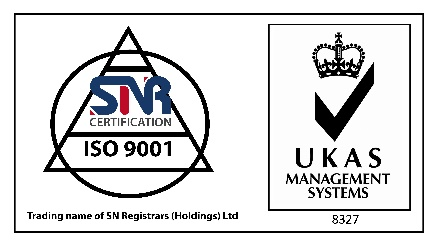 SNR
CERTIFICATION
ISO 9001
Trading name of SN Registrars (Holdings) Ltd
UKAS
MANAGEMENT
SYSTEMS
8327